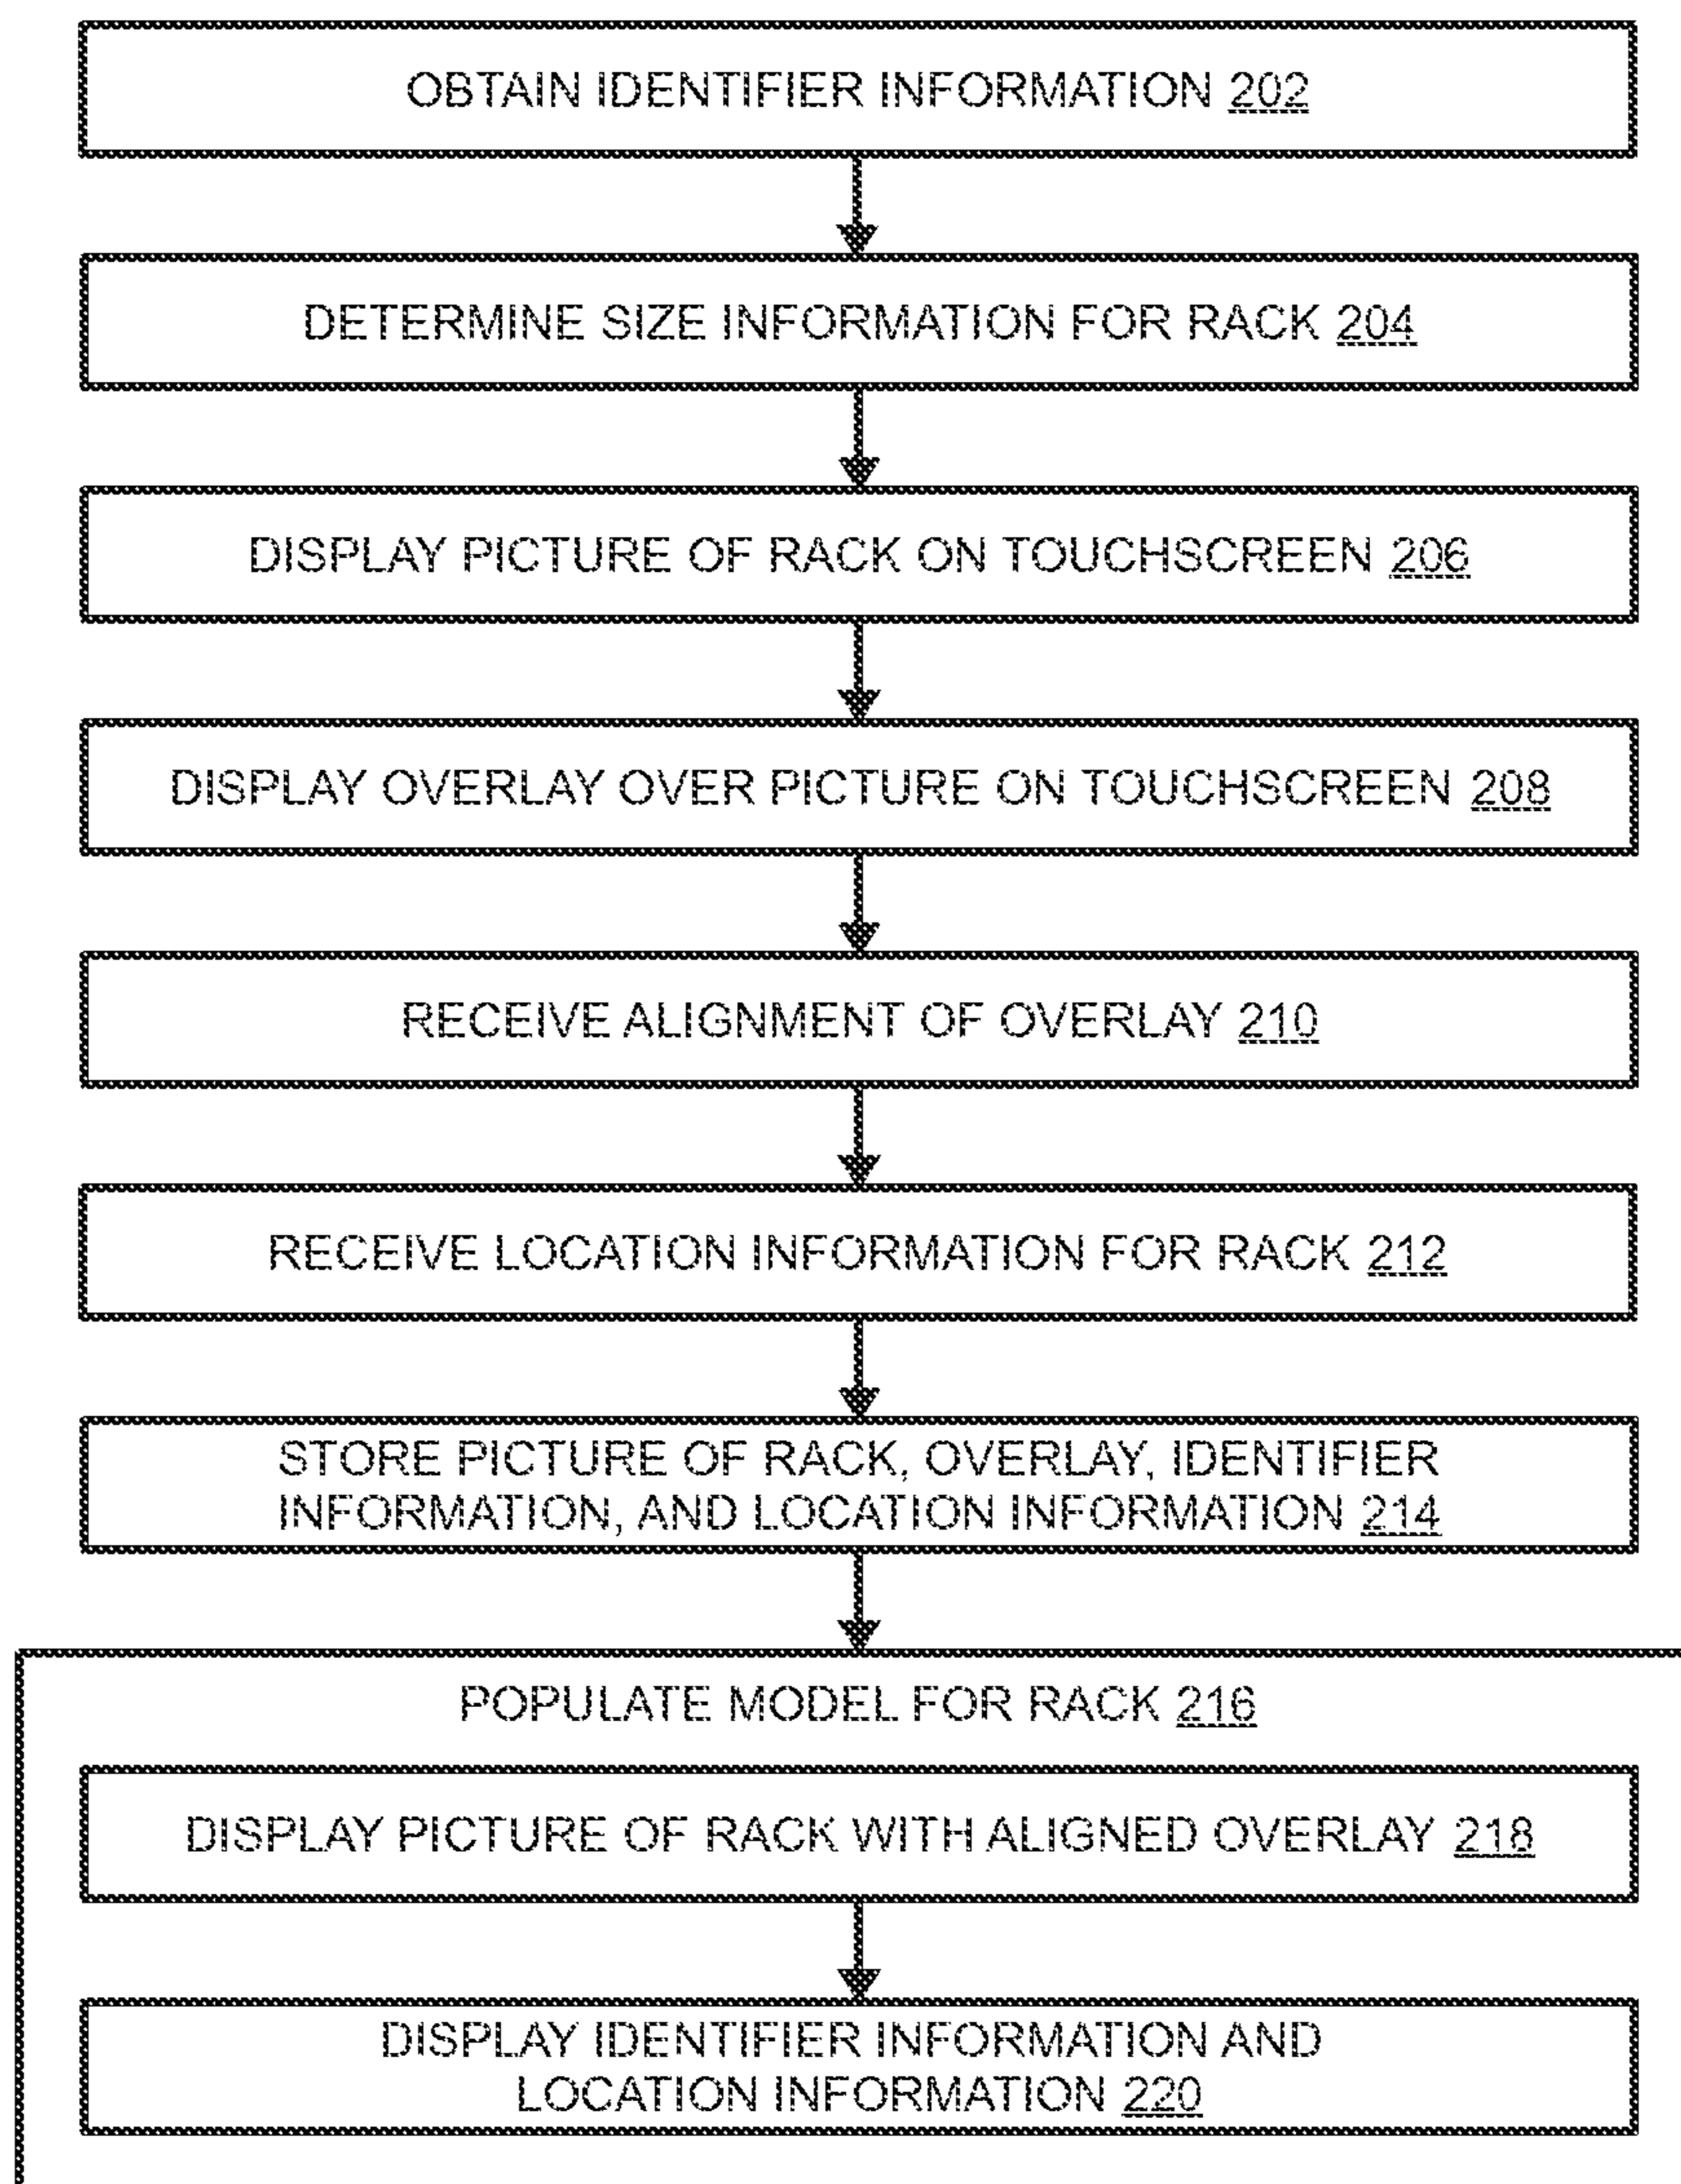 OBTAIN IDENTIFIER INFORMATION 202
DETERMINE SIZE INFORMATION FOR RACK 204
DISPLAY PICTURE OF RACK ON TOUCHSCREEN 206
DISPLAY OVERLAY OVER PICTURE ON TOUCHSCREEN 208
RECEIVE ALIGNMENT OF OVERLAY 210
RECEIVE LOCATION INFORMATION FOR RACK 212
STORE PICTURE OF RACK, OVERLAY, IDENTIFIER
INFORMATION, AND LOCATION INFORMATION 214
POPULATE MODEL FOR RACK 216
DISPLAY PICTURE OF RACK WITH ALIGNED OVERLAY 218
DISPLAY IDENTIFIER INFORMATION AND
LOCATION INFORMATION 220